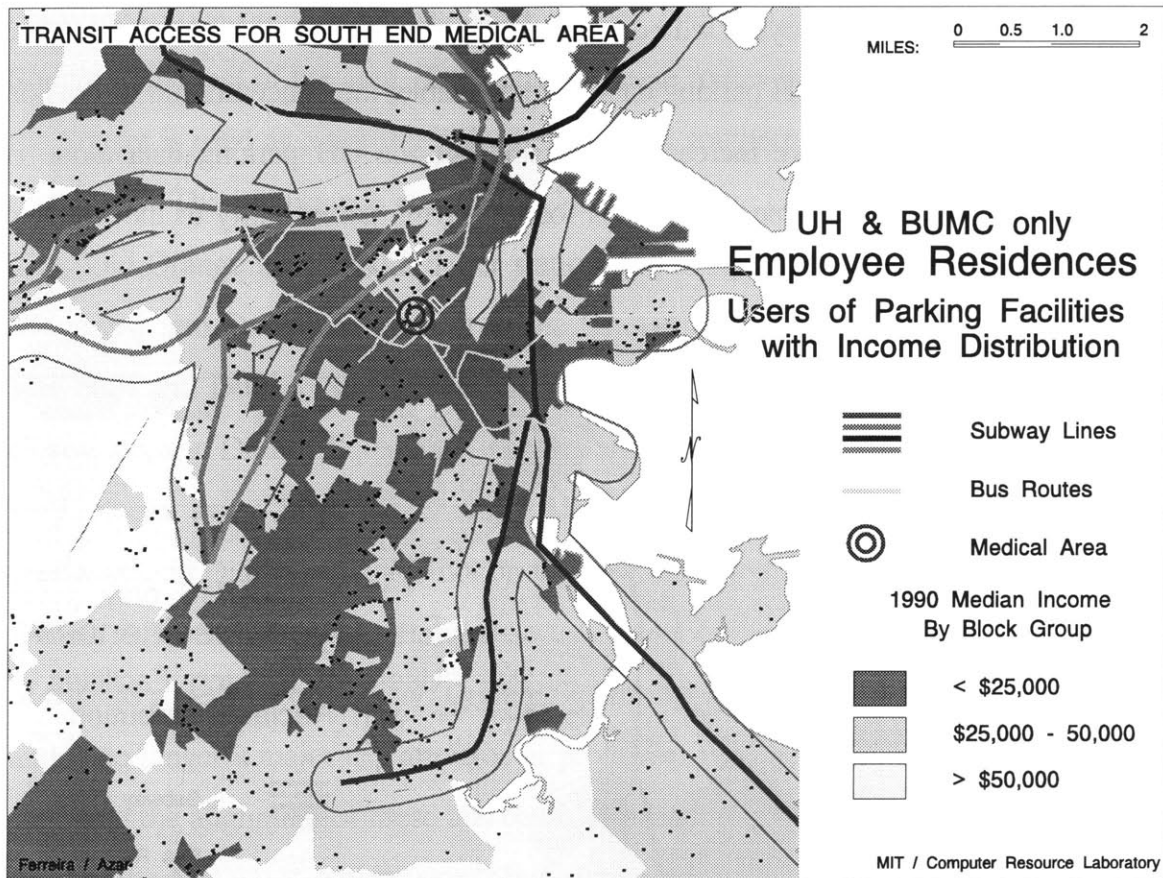 TRANSIT ACCESS FOR SOUTH END MEDICAL AREA
MILES:
0 0.5 1.0 2
UH & BUMC only
Employee Residences
Users of Parking Facilities
with Income Distribution
Subway Lines
N
Bus Routes
Medical Area
1990 Median Income
By Block Group
< $25,000
$25,000 - 50,000
> $50,000
Ferreira / Azar
MIT / Computer Resource Laboratory